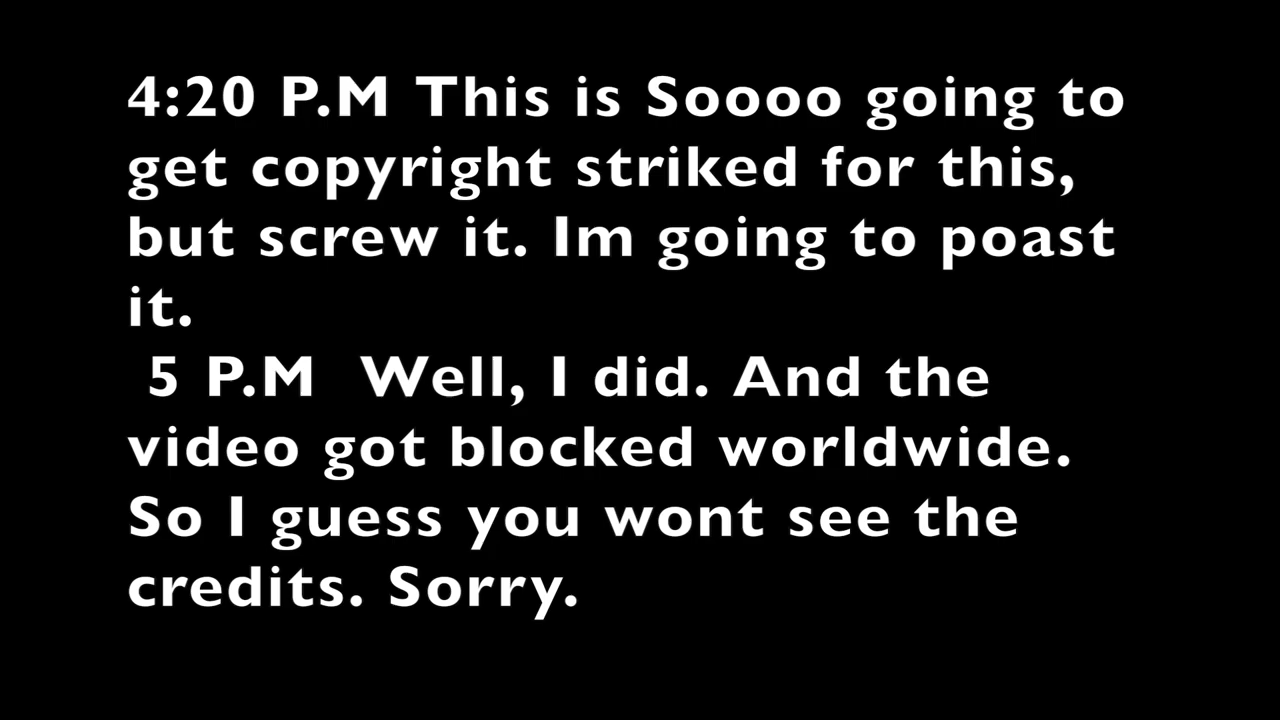 4:20 P.M This is Soooo going to
get copyright striked for this,
but screw it. Im going to poast
it.
5 P.M  Well, I did. And the
video got blocked worldwide.
So I guess you wont see the
credits. Sorry.